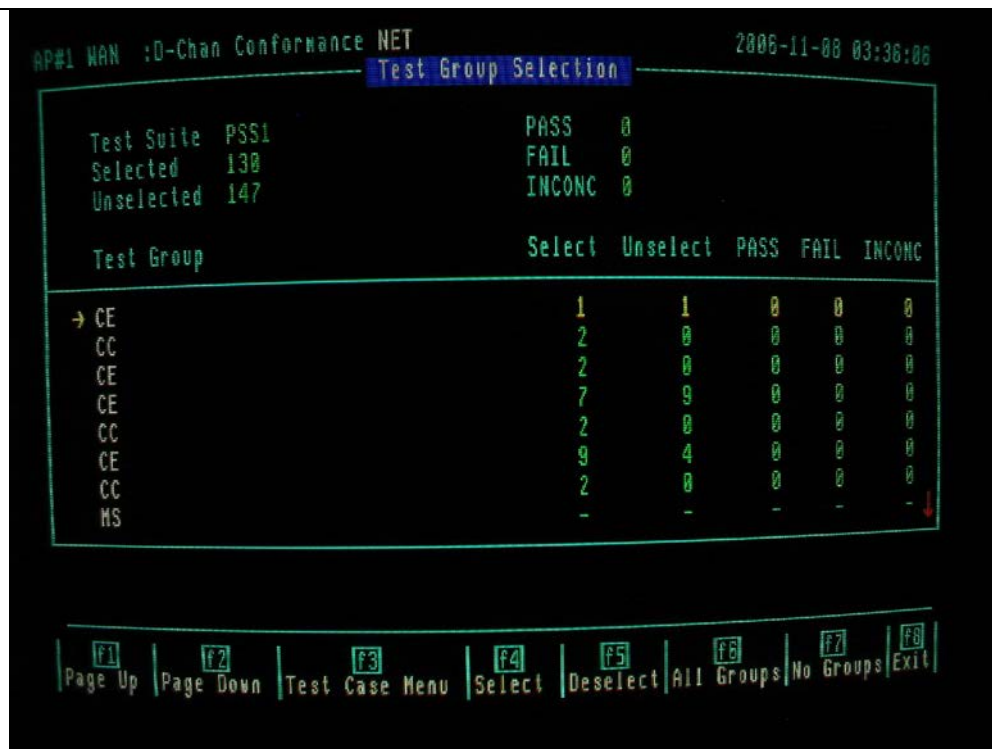 AP#1 WAN :D-Chan Conformance NET 2006-11-08 03:36:06
Test Group Selection
Test Suite PSS1 PASS 0
Selected 130 FAIL 0
Unselected 147 INCONC 0
Test Group Select Unselect PASS FAIL INCONC
→ CE 1 1 0 0 0
CC 2 0 0 0 0
CE 2 0 0 0 0
CE 7 9 0 0 0
CC 2 0 0 0 0
CE 9 4 0 0 0
CC 2 0 0 0 0
MS - - - - - ↓
f1 f2 f3 f4 f5 f6 f7 f8
Page Up Page Down Test Case Menu Select Deselect All Groups No Groups Exit